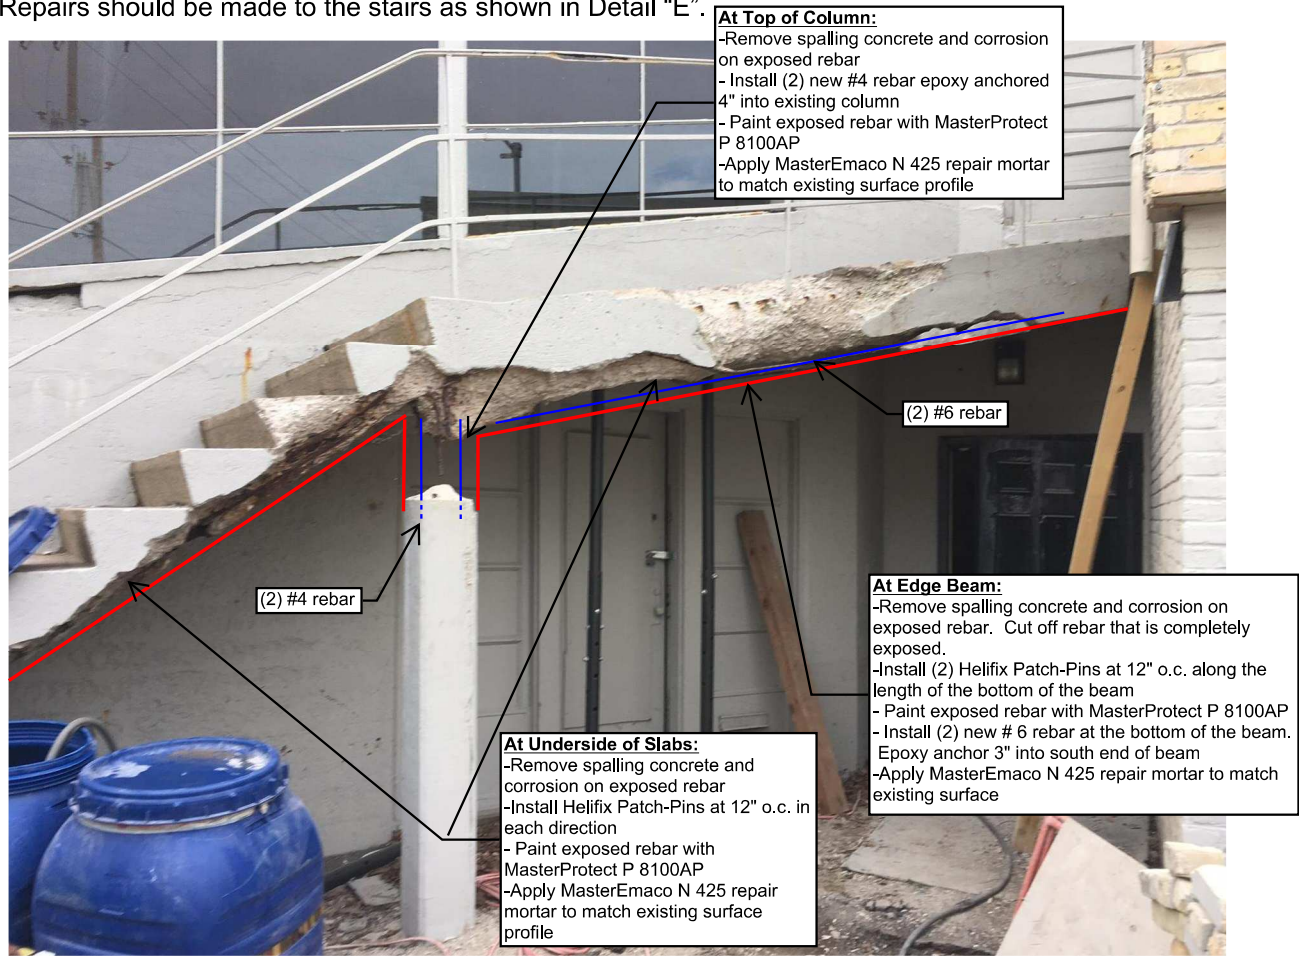 Repairs should be made to the stairs as shown in Detail “E”.
At Top of Column:
-Remove spalling concrete and corrosion
on exposed rebar
- Install (2) new #4 rebar epoxy anchored
4" into existing column
- Paint exposed rebar with MasterProtect
P 8100AP
-Apply MasterEmaco N 425 repair mortar
to match existing surface profile
(2) #6 rebar
(2) #4 rebar
At Edge Beam:
-Remove spalling concrete and corrosion on
exposed rebar.  Cut off rebar that is completely
exposed.
-Install (2) Helifix Patch-Pins at 12" o.c. along the
length of the bottom of the beam
- Paint exposed rebar with MasterProtect P 8100AP
- Install (2) new # 6 rebar at the bottom of the beam.
Epoxy anchor 3" into south end of beam
-Apply MasterEmaco N 425 repair mortar to match
existing surface
At Underside of Slabs:
-Remove spalling concrete and
corrosion on exposed rebar
-Install Helifix Patch-Pins at 12" o.c. in
each direction
- Paint exposed rebar with
MasterProtect P 8100AP
-Apply MasterEmaco N 425 repair
mortar to match existing surface
profile